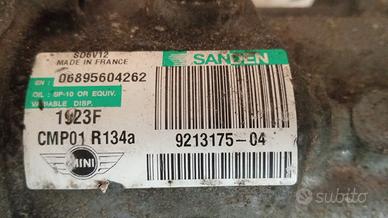 SD6V12
MADE IN FRANCE
SANDEN
EN: 06895604262
OIL: SP-10 OR EQUIV.
VARIABLE DISP.
1923F
CMP01 R134a
9213175-04
MINI
subito